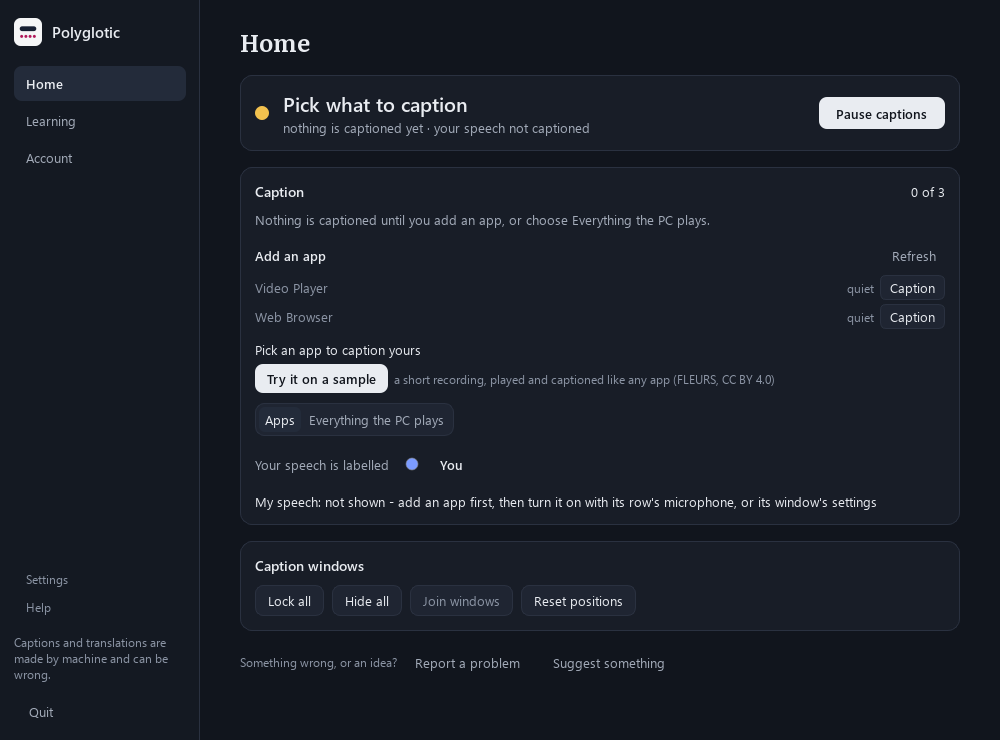 Polyglotic
Home
Learning
Account
Settings
Help
Captions and translations are
made by machine and can be
wrong.
Quit
Home
Pick what to caption
nothing is captioned yet · your speech not captioned
Pause captions
Caption
0 of 3
Nothing is captioned until you add an app, or choose Everything the PC plays.
Add an app
Refresh
Video Player
quiet
Caption
Web Browser
quiet
Caption
Pick an app to caption yours
Try it on a sample
a short recording, played and captioned like any app (FLEURS, CC BY 4.0)
Apps
Everything the PC plays
Your speech is labelled
You
My speech: not shown - add an app first, then turn it on with its row's microphone, or its window's settings
Caption windows
Lock all
Hide all
Join windows
Reset positions
Something wrong, or an idea?
Report a problem
Suggest something